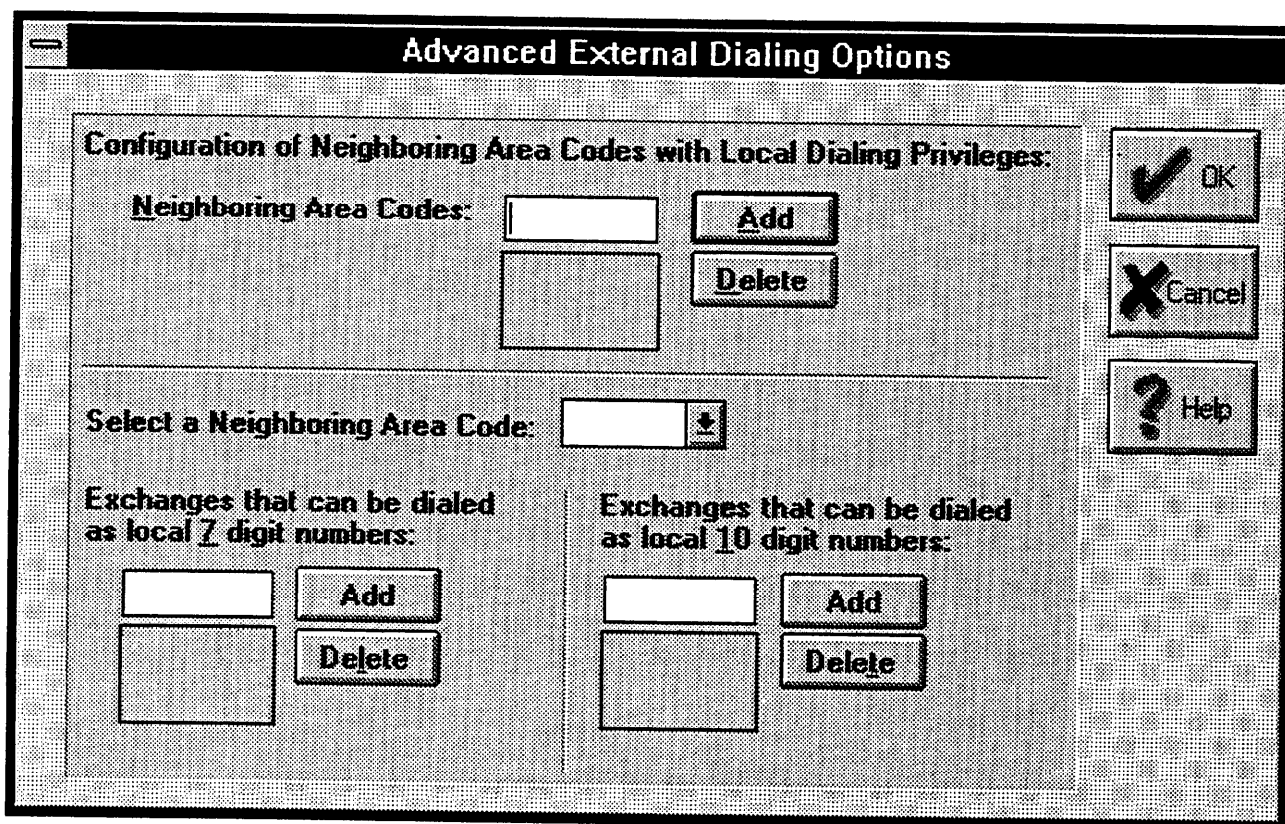 Advanced External Dialing Options
Configuration of Neighboring Area Codes with Local Dialing Privileges:
Neighboring Area Codes:
Add
Delete
Select a Neighboring Area Code:
Exchanges that can be dialed
as local 7 digit numbers:
Add
Delete
Exchanges that can be dialed
as local 10 digit numbers:
Add
Delete
OK
Cancel
Help